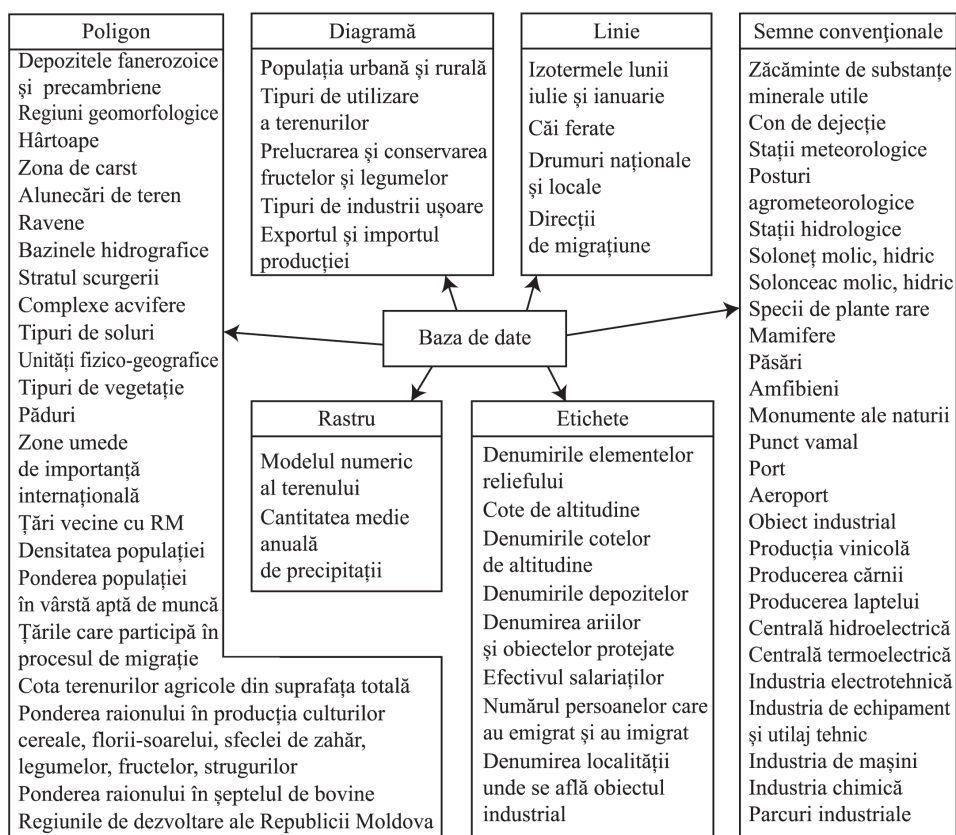 Poligon
Depozitele fanerozoice
și precambriene
Regiuni geomorfologice
Hârtoape
Zona de carst
Alunecări de teren
Ravene
Bazinele hidrografice
Stratul scurgerii
Complexe acvifere
Tipuri de soluri
Unități fizico-geografice
Tipuri de vegetație
Păduri
Zone umede
de importanță
internațională
Țări vecine cu RM
Densitatea populației
Ponderea populației
în vârstă aptă de muncă
Țările care participă în
procesul de migrație
Cota terenurilor agricole din suprafața totală
Ponderea raionului în producția culturilor
cereale, florii-soarelui, sfeclei de zahăr,
legumelor, fructelor, strugurilor
Ponderea raionului în șeptelul de bovine
Regiunile de dezvoltare ale Republicii Moldova
Diagramă
Populația urbană și rurală
Tipuri de utilizare
a terenurilor
Prelucrarea și conservarea
fructelor și legumelor
Tipuri de industrii ușoare
Exportul și importul
producției
Linie
Izotermele lunii
iulie și ianuarie
Căi ferate
Drumuri naționale
și locale
Direcții
de migrațiune
Baza de date
Rastru
Modelul numeric
al terenului
Cantitatea medie
anuală
de precipitații
Etichete
Denumirile elementelor
reliefului
Cote de altitudine
Denumirile cotelor
de altitudine
Denumirile depozitelor
Denumirea ariilor
și obiectelor protejate
Efectivul salariaților
Numărul persoanelor care
au emigrat și au imigrat
Denumirea localității
unde se află obiectul
industrial
Semne convenționale
Zăcăminte de substanțe
minerale utile
Con de dejecție
Stații meteorologice
Posturi
agrometeorologice
Stații hidrologice
Soloneț molic, hidric
Solonceac molic, hidric
Specii de plante rare
Mamifere
Păsări
Amfibieni
Monumente ale naturii
Punct vamal
Port
Aeroport
Obiect industrial
Producția vinicolă
Producerea cărnii
Producerea laptelui
Centrală hidroelectrică
Centrală termoelectrică
Industria electrotehnică
Industria de echipament
și utilaj tehnic
Industria de mașini
Industria chimică
Parcuri industriale